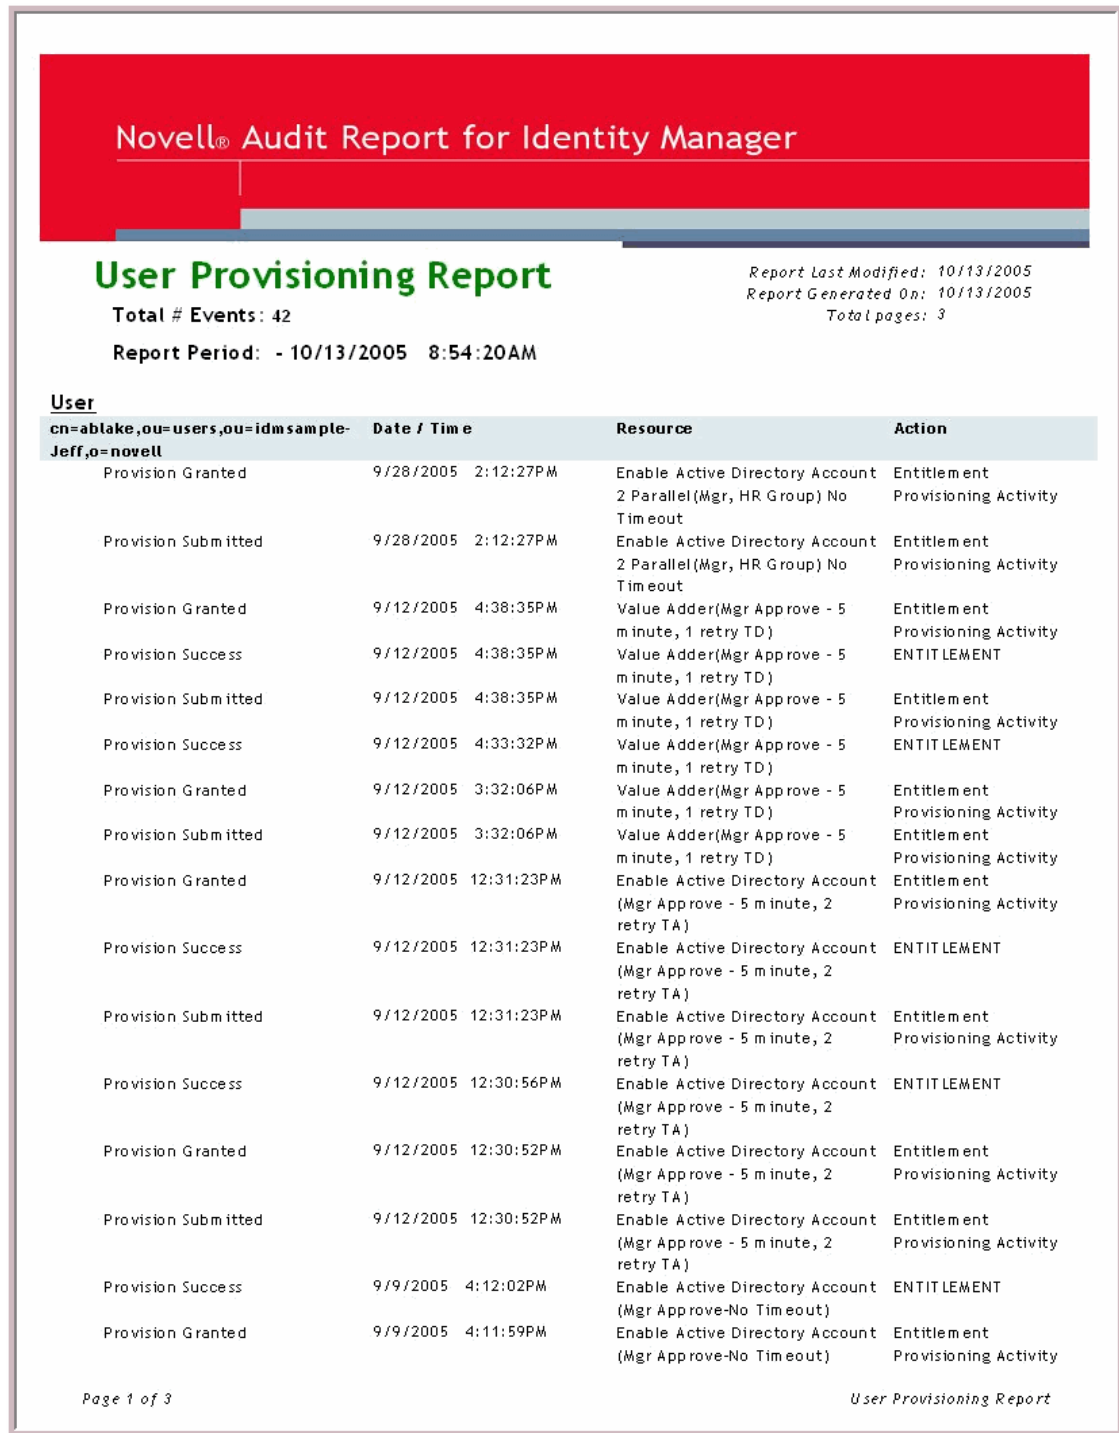 Novell® Audit Report for Identity Manager
User Provisioning Report
Report Last Modified: 10/13/2005
Report Generated On: 10/13/2005
Total pages: 3
Total # Events: 42
Report Period: - 10/13/2005 8:54:20AM
User
cn=ablake,ou=users,ou=idmsample- Date / Time Resource Action
Jeff,o=novell
Provision Granted 9/28/2005 2:12:27PM Enable Active Directory Account Entitlement
2 Parallel(Mgr, HR Group) No Provisioning Activity
Timeout
Provision Submitted 9/28/2005 2:12:27PM Enable Active Directory Account Entitlement
2 Parallel(Mgr, HR Group) No Provisioning Activity
Timeout
Provision Granted 9/12/2005 4:38:35PM Value Adder(Mgr Approve - 5 Entitlement
minute, 1 retry TD) Provisioning Activity
Provision Success 9/12/2005 4:38:35PM Value Adder(Mgr Approve - 5 ENTITLEMENT
minute, 1 retry TD)
Provision Submitted 9/12/2005 4:38:35PM Value Adder(Mgr Approve - 5 Entitlement
minute, 1 retry TD) Provisioning Activity
Provision Success 9/12/2005 4:33:32PM Value Adder(Mgr Approve - 5 ENTITLEMENT
minute, 1 retry TD)
Provision Granted 9/12/2005 3:32:06PM Value Adder(Mgr Approve - 5 Entitlement
minute, 1 retry TD) Provisioning Activity
Provision Submitted 9/12/2005 3:32:06PM Value Adder(Mgr Approve - 5 Entitlement
minute, 1 retry TD) Provisioning Activity
Provision Granted 9/12/2005 12:31:23PM Enable Active Directory Account Entitlement
(Mgr Approve - 5 minute, 2 Provisioning Activity
retry TA)
Provision Success 9/12/2005 12:31:23PM Enable Active Directory Account ENTITLEMENT
(Mgr Approve - 5 minute, 2
retry TA)
Provision Submitted 9/12/2005 12:31:23PM Enable Active Directory Account Entitlement
(Mgr Approve - 5 minute, 2 Provisioning Activity
retry TA)
Provision Success 9/12/2005 12:30:56PM Enable Active Directory Account ENTITLEMENT
(Mgr Approve - 5 minute, 2
retry TA)
Provision Granted 9/12/2005 12:30:52PM Enable Active Directory Account Entitlement
(Mgr Approve - 5 minute, 2 Provisioning Activity
retry TA)
Provision Submitted 9/12/2005 12:30:52PM Enable Active Directory Account Entitlement
(Mgr Approve - 5 minute, 2 Provisioning Activity
retry TA)
Provision Success 9/9/2005 4:12:02PM Enable Active Directory Account ENTITLEMENT
(Mgr Approve-No Timeout)
Provision Granted 9/9/2005 4:11:59PM Enable Active Directory Account Entitlement
(Mgr Approve-No Timeout) Provisioning Activity
Page 1 of 3 User Provisioning Report